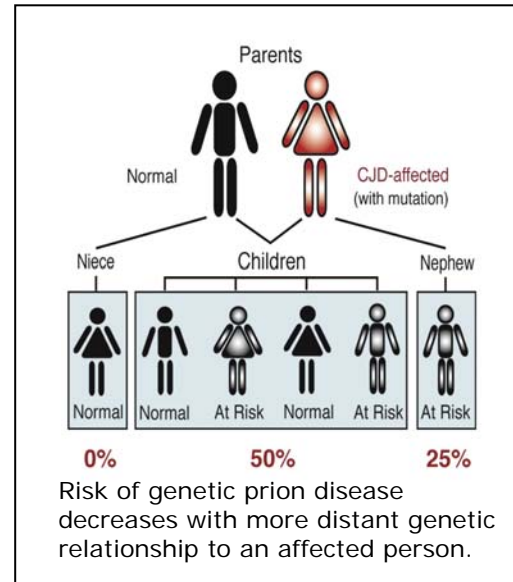 Parents
Normal
CJD-affected
(with mutation)
Niece Children Nephew
Normal Normal At Risk Normal At Risk At Risk
0% 50% 25%
Risk of genetic prion disease
decreases with more distant genetic
relationship to an affected person.